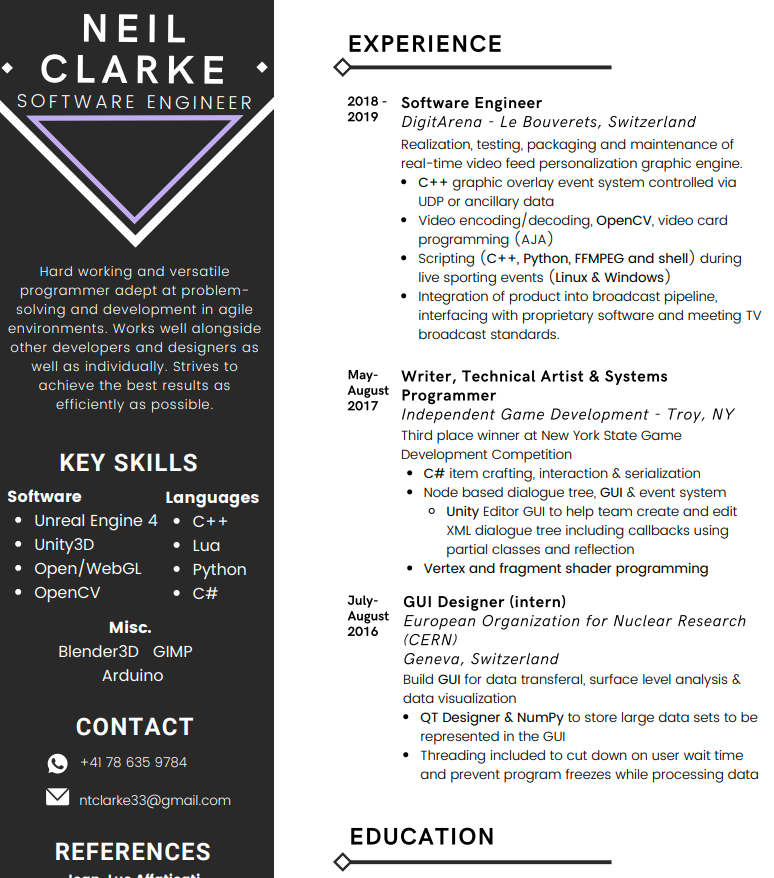 NEIL
CLARKE
SOFTWARE ENGINEER
Hard working and versatile
programmer adept at problem-
solving and development in agile
environments. Works well alongside
other developers and designers as
well as individually. Strives to
achieve the best results as
efficiently as possible.
KEY SKILLS
Software
• Unreal Engine 4
• Unity3D
• Open/WebGL
• OpenCV
Languages
• C++
• Lua
• Python
• C#
Misc.
Blender3D GIMP
Arduino
CONTACT
+41 78 635 9784
ntclarke33@gmail.com
REFERENCES
EXPERIENCE
2018 -
2019
Software Engineer
DigitArena - Le Bouverets, Switzerland
Realization, testing, packaging and maintenance of
real-time video feed personalization graphic engine.
• C++ graphic overlay event system controlled via
UDP or ancillary data
• Video encoding/decoding, OpenCV, video card
programming (AJA)
• Scripting (C++, Python, FFMPEG and shell) during
live sporting events (Linux & Windows)
• Integration of product into broadcast pipeline,
interfacing with proprietary software and meeting TV
broadcast standards.
May-
August
2017
Writer, Technical Artist & Systems
Programmer
Independent Game Development - Troy, NY
Third place winner at New York State Game
Development Competition
• C# item crafting, interaction & serialization
• Node based dialogue tree, GUI & event system
○ Unity Editor GUI to help team create and edit
XML dialogue tree including callbacks using
partial classes and reflection
• Vertex and fragment shader programming
July-
August
2016
GUI Designer (intern)
European Organization for Nuclear Research
(CERN)
Geneva, Switzerland
Build GUI for data transferal, surface level analysis &
data visualization
• QT Designer & NumPy to store large data sets to be
represented in the GUI
• Threading included to cut down on user wait time
and prevent program freezes while processing data
EDUCATION